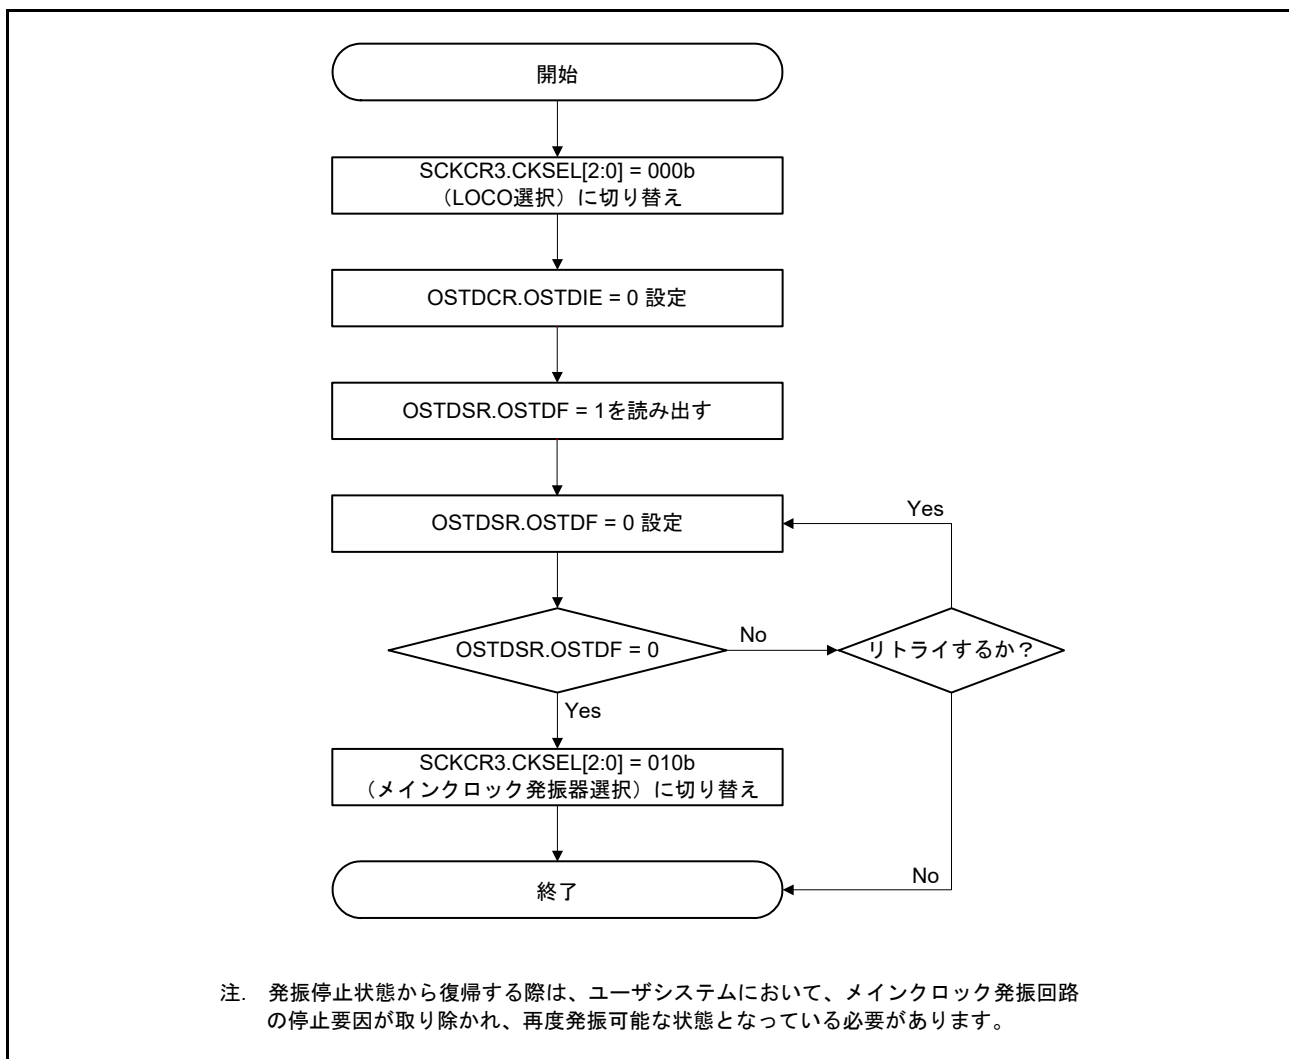 開始
SCKCR3.CKSEL[2:0] = 000b
（LOCO選択）に切り替え
OSTDCR.OSTDIE = 0 設定
OSTDSR.OSTDF = 1を読み出す
OSTDSR.OSTDF = 0 設定
Yes
OSTDSR.OSTDF = 0
No
リトライするか？
Yes
SCKCR3.CKSEL[2:0] = 010b
（メインクロック発振器選択）に切り替え
No
終了
注. 発振停止状態から復帰する際は、ユーザシステムにおいて、メインクロック発振回路
の停止要因が取り除かれ、再度発振可能な状態となっている必要があります。